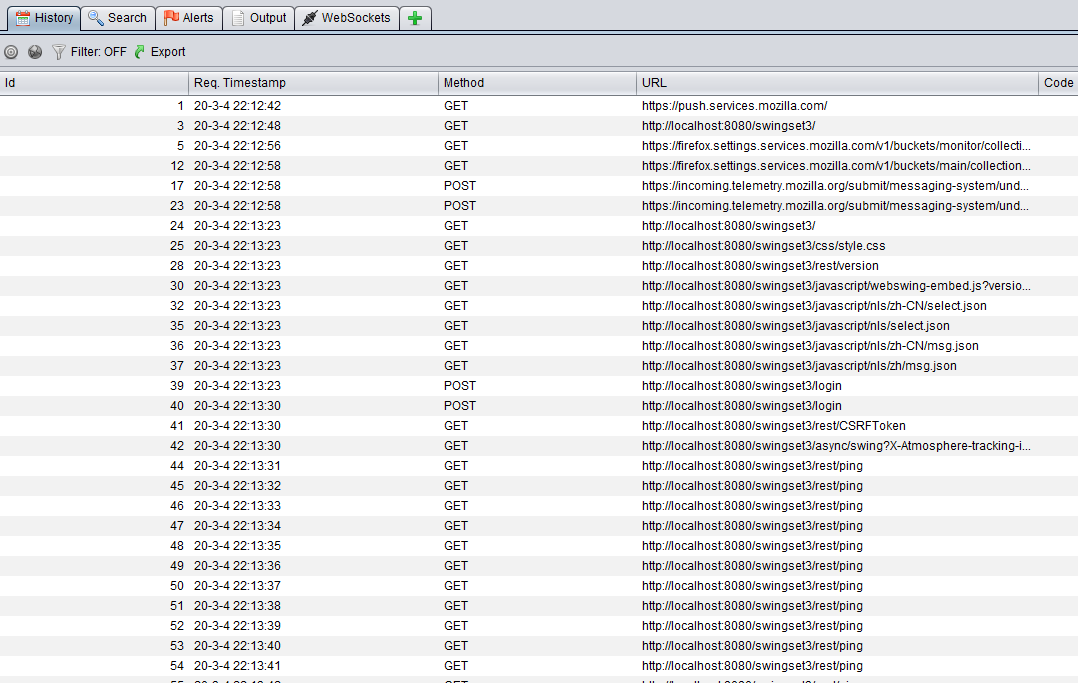 History Search Alerts Output WebSockets
Filter: OFF Export
Id Req. Timestamp Method URL Code
1 20-3-4 22:12:42 GET https://push.services.mozilla.com/
3 20-3-4 22:12:48 GET http://localhost:8080/swingset3/
5 20-3-4 22:12:56 GET https://firefox.settings.services.mozilla.com/v1/buckets/monitor/collecti...
12 20-3-4 22:12:58 GET https://firefox.settings.services.mozilla.com/v1/buckets/main/collection...
17 20-3-4 22:12:58 POST https://incoming.telemetry.mozilla.org/submit/messaging-system/und...
23 20-3-4 22:12:58 POST https://incoming.telemetry.mozilla.org/submit/messaging-system/und...
24 20-3-4 22:13:23 GET http://localhost:8080/swingset3/
25 20-3-4 22:13:23 GET http://localhost:8080/swingset3/css/style.css
28 20-3-4 22:13:23 GET http://localhost:8080/swingset3/rest/version
30 20-3-4 22:13:23 GET http://localhost:8080/swingset3/javascript/webswing-embed.js?versio...
32 20-3-4 22:13:23 GET http://localhost:8080/swingset3/javascript/nls/zh-CN/select.json
35 20-3-4 22:13:23 GET http://localhost:8080/swingset3/javascript/nls/select.json
36 20-3-4 22:13:23 GET http://localhost:8080/swingset3/javascript/nls/zh-CN/msg.json
37 20-3-4 22:13:23 GET http://localhost:8080/swingset3/javascript/nls/zh/msg.json
39 20-3-4 22:13:23 POST http://localhost:8080/swingset3/login
40 20-3-4 22:13:30 POST http://localhost:8080/swingset3/login
41 20-3-4 22:13:30 GET http://localhost:8080/swingset3/rest/CSRFToken
42 20-3-4 22:13:30 GET http://localhost:8080/swingset3/async/swing?X-Atmosphere-tracking-i...
44 20-3-4 22:13:31 GET http://localhost:8080/swingset3/rest/ping
45 20-3-4 22:13:32 GET http://localhost:8080/swingset3/rest/ping
46 20-3-4 22:13:33 GET http://localhost:8080/swingset3/rest/ping
47 20-3-4 22:13:34 GET http://localhost:8080/swingset3/rest/ping
48 20-3-4 22:13:35 GET http://localhost:8080/swingset3/rest/ping
49 20-3-4 22:13:36 GET http://localhost:8080/swingset3/rest/ping
50 20-3-4 22:13:37 GET http://localhost:8080/swingset3/rest/ping
51 20-3-4 22:13:38 GET http://localhost:8080/swingset3/rest/ping
52 20-3-4 22:13:39 GET http://localhost:8080/swingset3/rest/ping
53 20-3-4 22:13:40 GET http://localhost:8080/swingset3/rest/ping
54 20-3-4 22:13:41 GET http://localhost:8080/swingset3/rest/ping